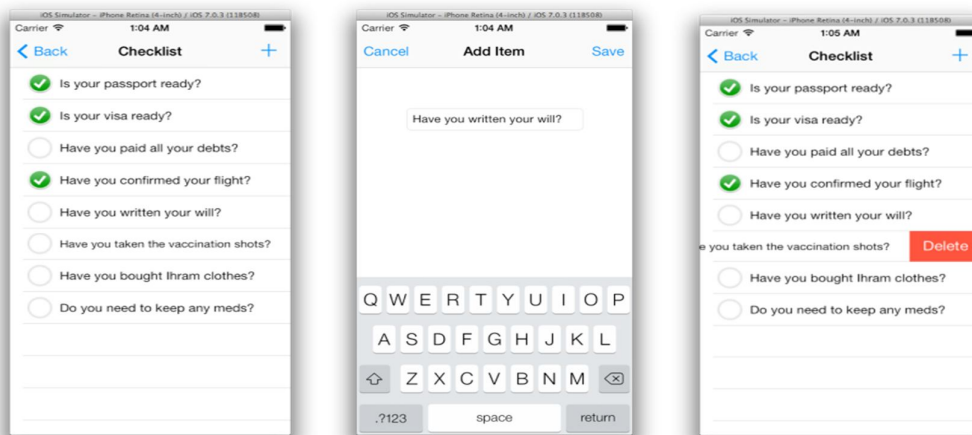 iOS Simulator – iPhone Retina (4-inch) / iOS 7.0.3 (11B508)
Carrier 1:04 AM
Back Checklist +
Is your passport ready?
Is your visa ready?
Have you paid all your debts?
Have you confirmed your flight?
Have you written your will?
Have you taken the vaccination shots?
Have you bought Ihram clothes?
Do you need to keep any meds?
iOS Simulator – iPhone Retina (4-inch) / iOS 7.0.3 (11B508)
Carrier 1:04 AM
Cancel Add Item Save
Have you written your will?
Q W E R T Y U I O P
A S D F G H J K L
Z X C V B N M
.?123 space return
iOS Simulator – iPhone Retina (4-inch) / iOS 7.0.3 (11B508)
Carrier 1:05 AM
Back Checklist +
Is your passport ready?
Is your visa ready?
Have you paid all your debts?
Have you confirmed your flight?
Have you written your will?
e you taken the vaccination shots? Delete
Have you bought Ihram clothes?
Do you need to keep any meds?